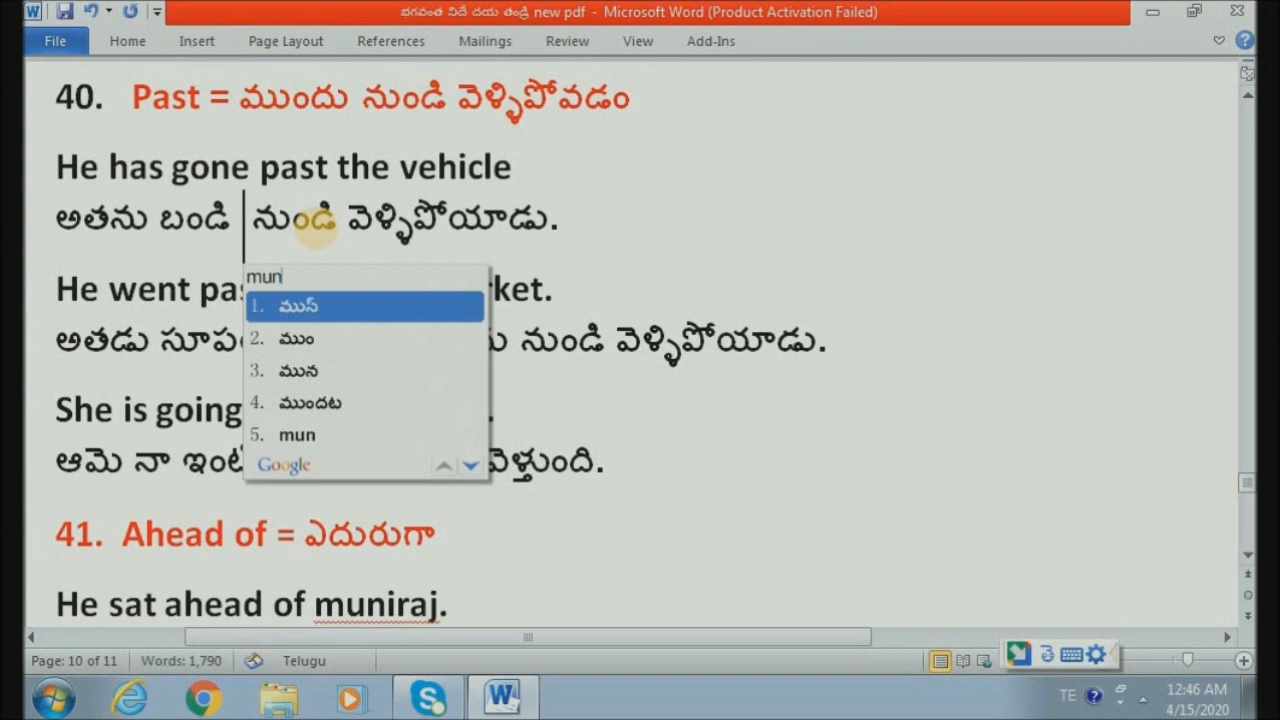 భగవంత నిదే దయ తండ్రి new pdf - Microsoft Word (Product Activation Failed)
File Home Insert Page Layout References Mailings Review View Add-Ins
40. Past = ముందు నుండి వెళ్ళిపోవడం
He has gone past the vehicle
అతను బండి నుండి వెళ్ళిపోయాడు.
mun
1. ముస్
2. ముం
3. మున
4. ముందట
5. mun
Google
He went pas rket.
అతడు సూప ు నుండి వెళ్ళిపోయాడు.
She is going .
ఆమె నా ఇంటి వెళ్తుంది.
41. Ahead of = ఎదురుగా
He sat ahead of muniraj.
Page: 10 of 11 Words: 1,790 Telugu
తె
TE 12:46 AM
4/15/2020